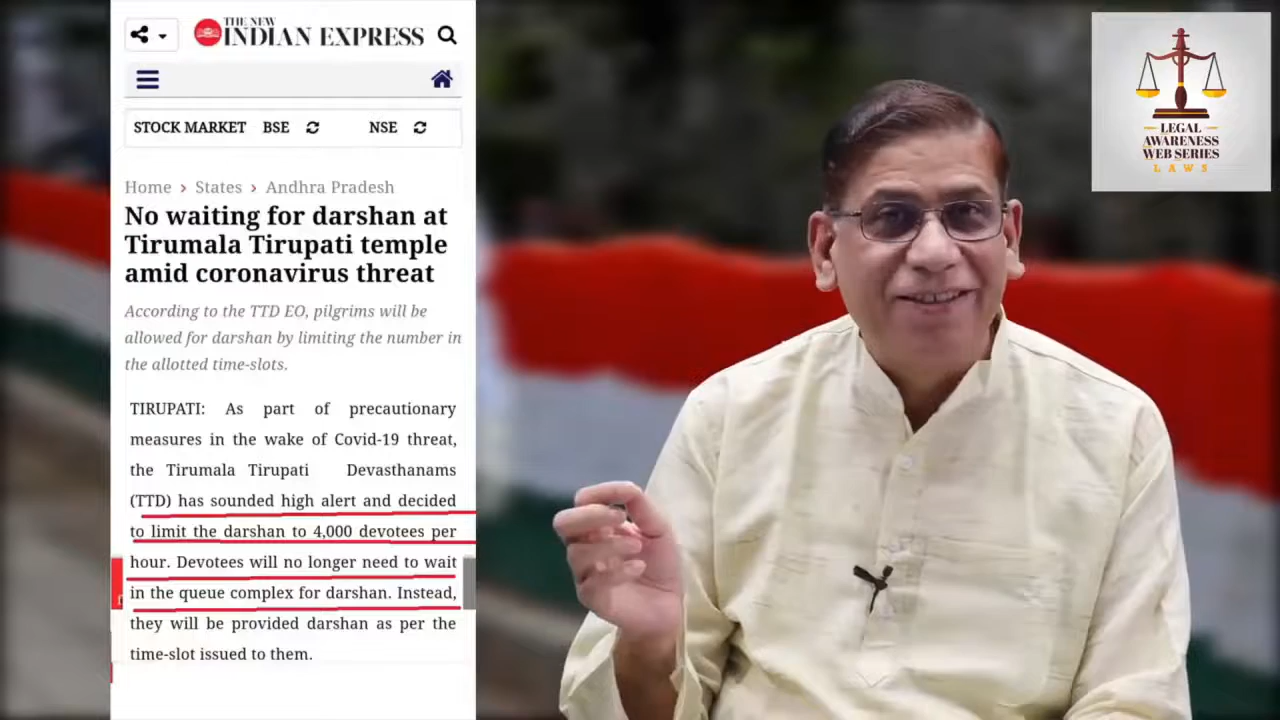 THE NEW
INDIAN EXPRESS
STOCK MARKET BSE NSE
Home › States › Andhra Pradesh
No waiting for darshan at
Tirumala Tirupati temple
amid coronavirus threat
According to the TTD EO, pilgrims will be
allowed for darshan by limiting the number in
the allotted time-slots.
TIRUPATI: As part of precautionary
measures in the wake of Covid-19 threat,
the Tirumala Tirupati Devasthanams
(TTD) has sounded high alert and decided
to limit the darshan to 4,000 devotees per
hour. Devotees will no longer need to wait
in the queue complex for darshan. Instead,
they will be provided darshan as per the
time-slot issued to them.
LEGAL
AWARENESS
WEB SERIES
LAWS